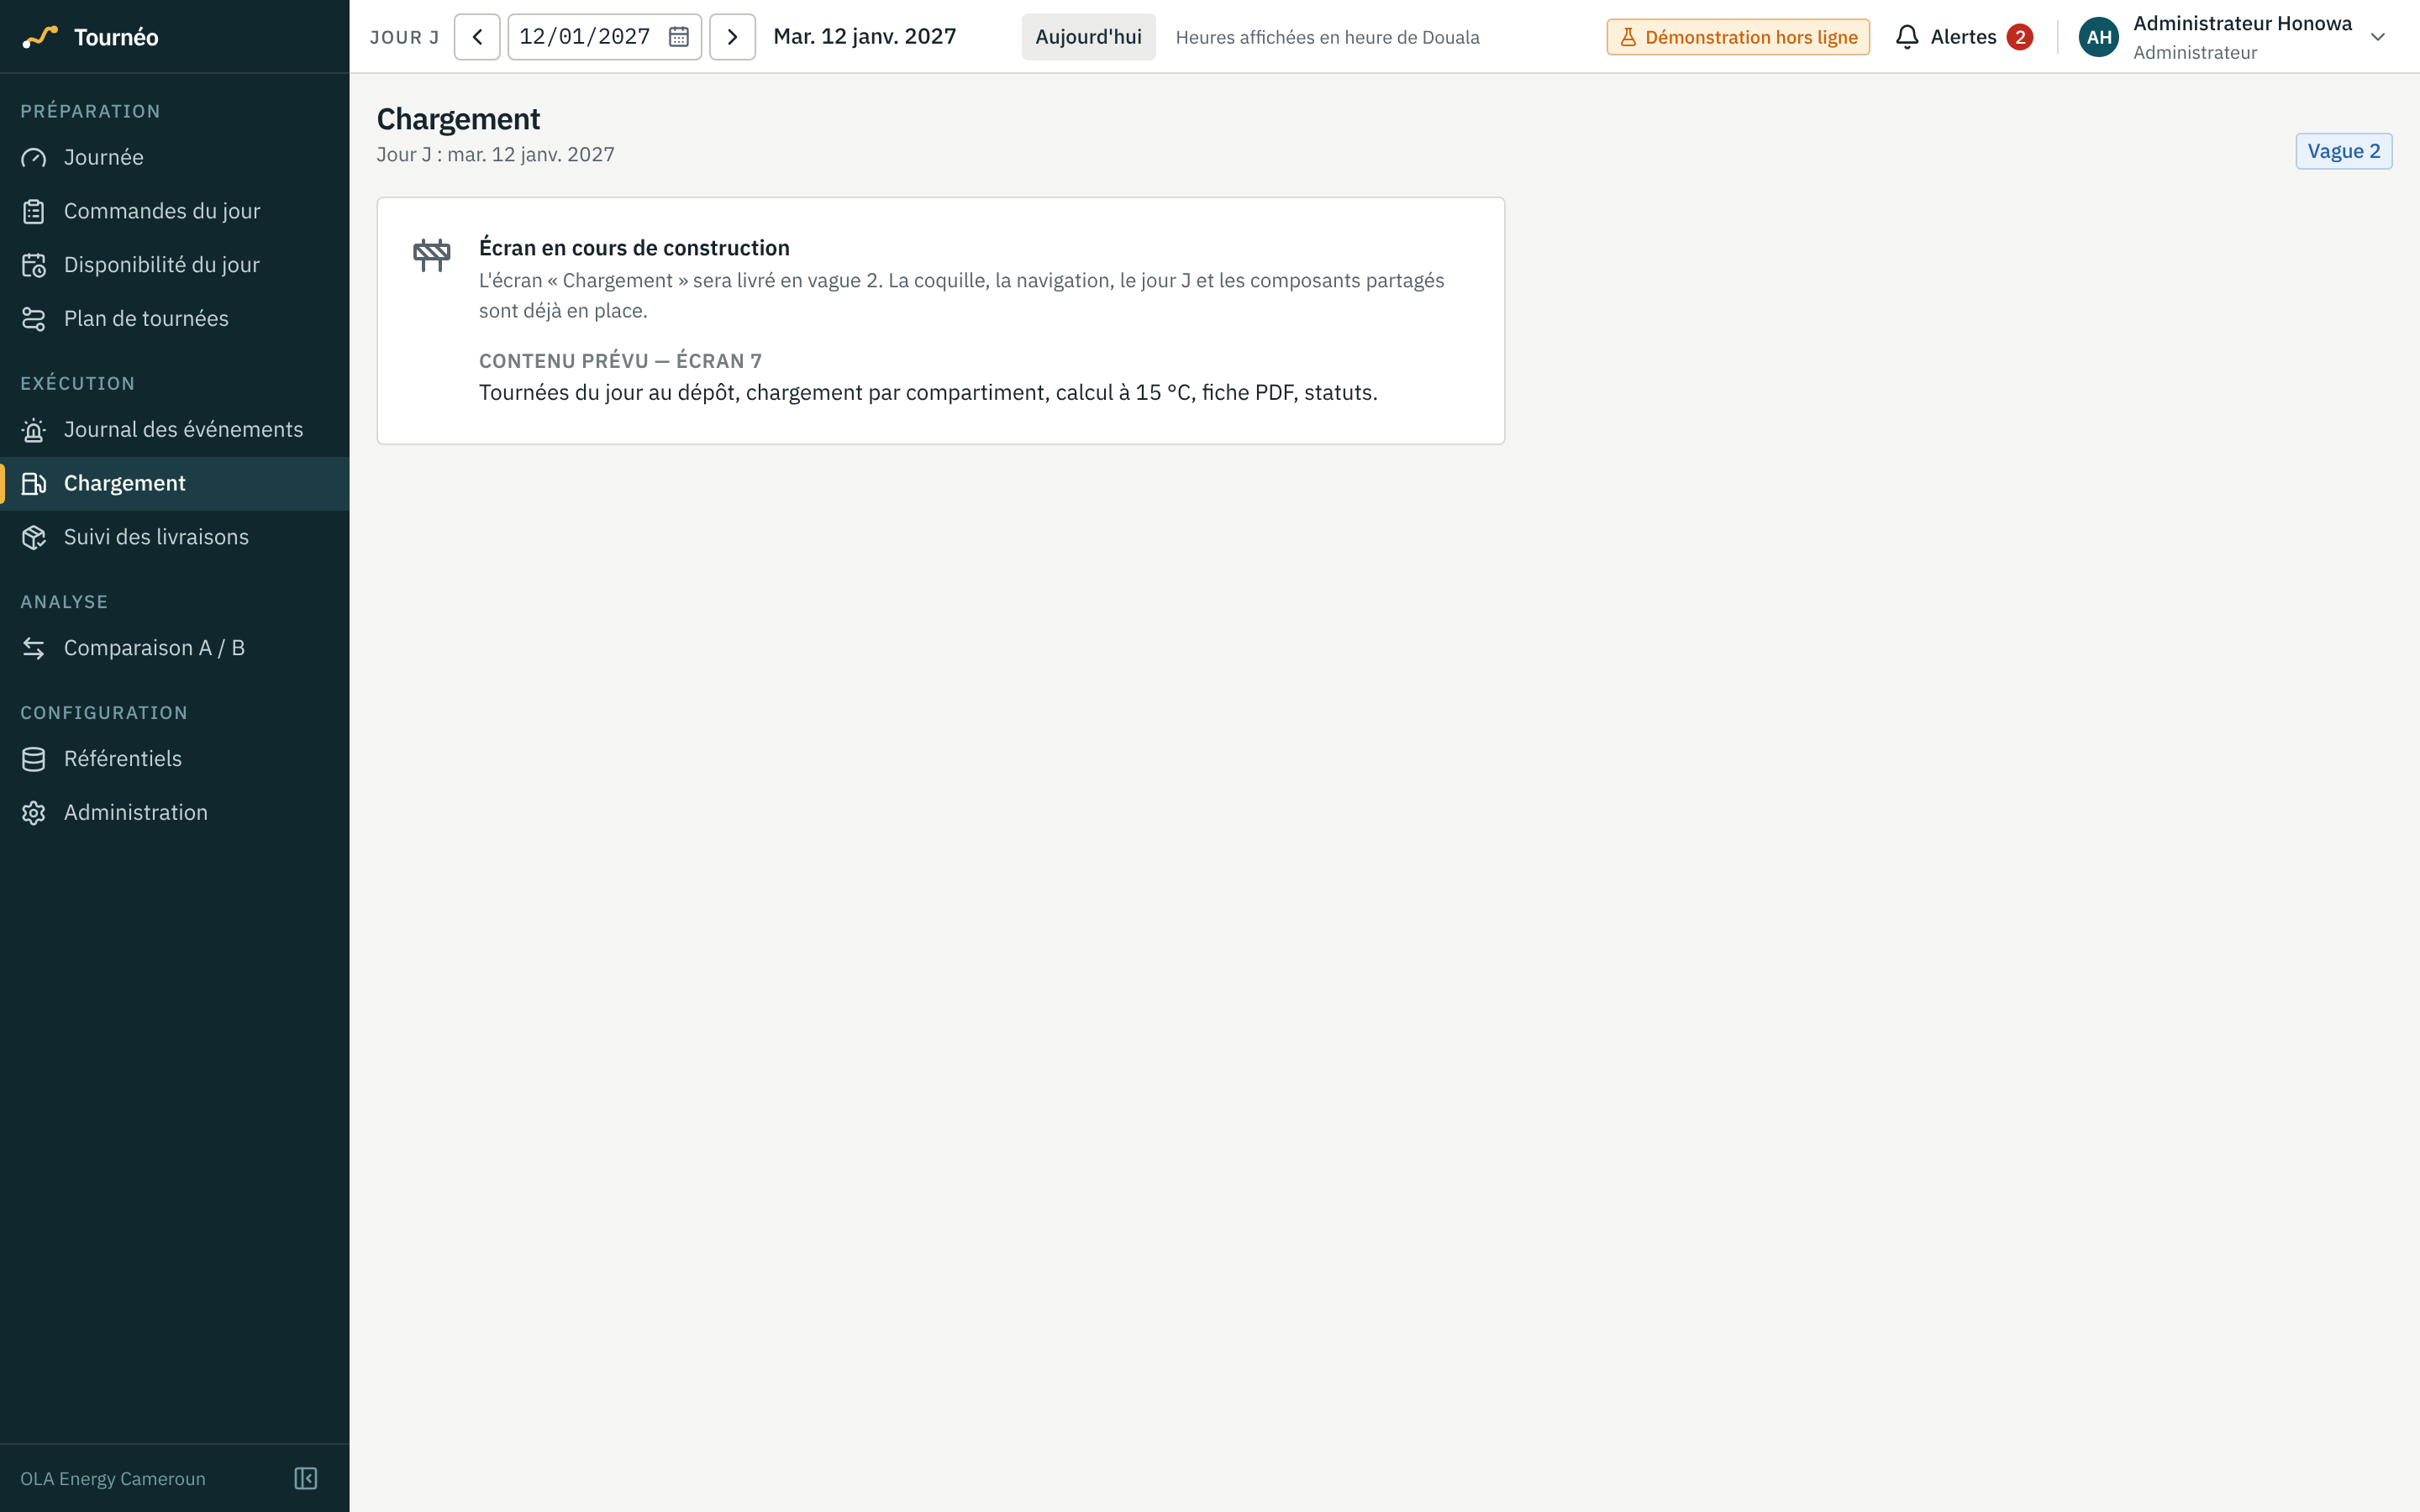 Tournéo
JOUR J
12/01/2027
Mar. 12 janv. 2027
Aujourd'hui
Heures affichées en heure de Douala
Démonstration hors ligne
Alertes 2
AH
Administrateur Honowa
Administrateur
PRÉPARATION
Journée
Commandes du jour
Disponibilité du jour
Plan de tournées
EXÉCUTION
Journal des événements
Chargement
Suivi des livraisons
ANALYSE
Comparaison A / B
CONFIGURATION
Référentiels
Administration
OLA Energy Cameroun
Chargement
Jour J : mar. 12 janv. 2027
Vague 2
Écran en cours de construction
L'écran « Chargement » sera livré en vague 2. La coquille, la navigation, le jour J et les composants partagés
sont déjà en place.
CONTENU PRÉVU — ÉCRAN 7
Tournées du jour au dépôt, chargement par compartiment, calcul à 15 °C, fiche PDF, statuts.